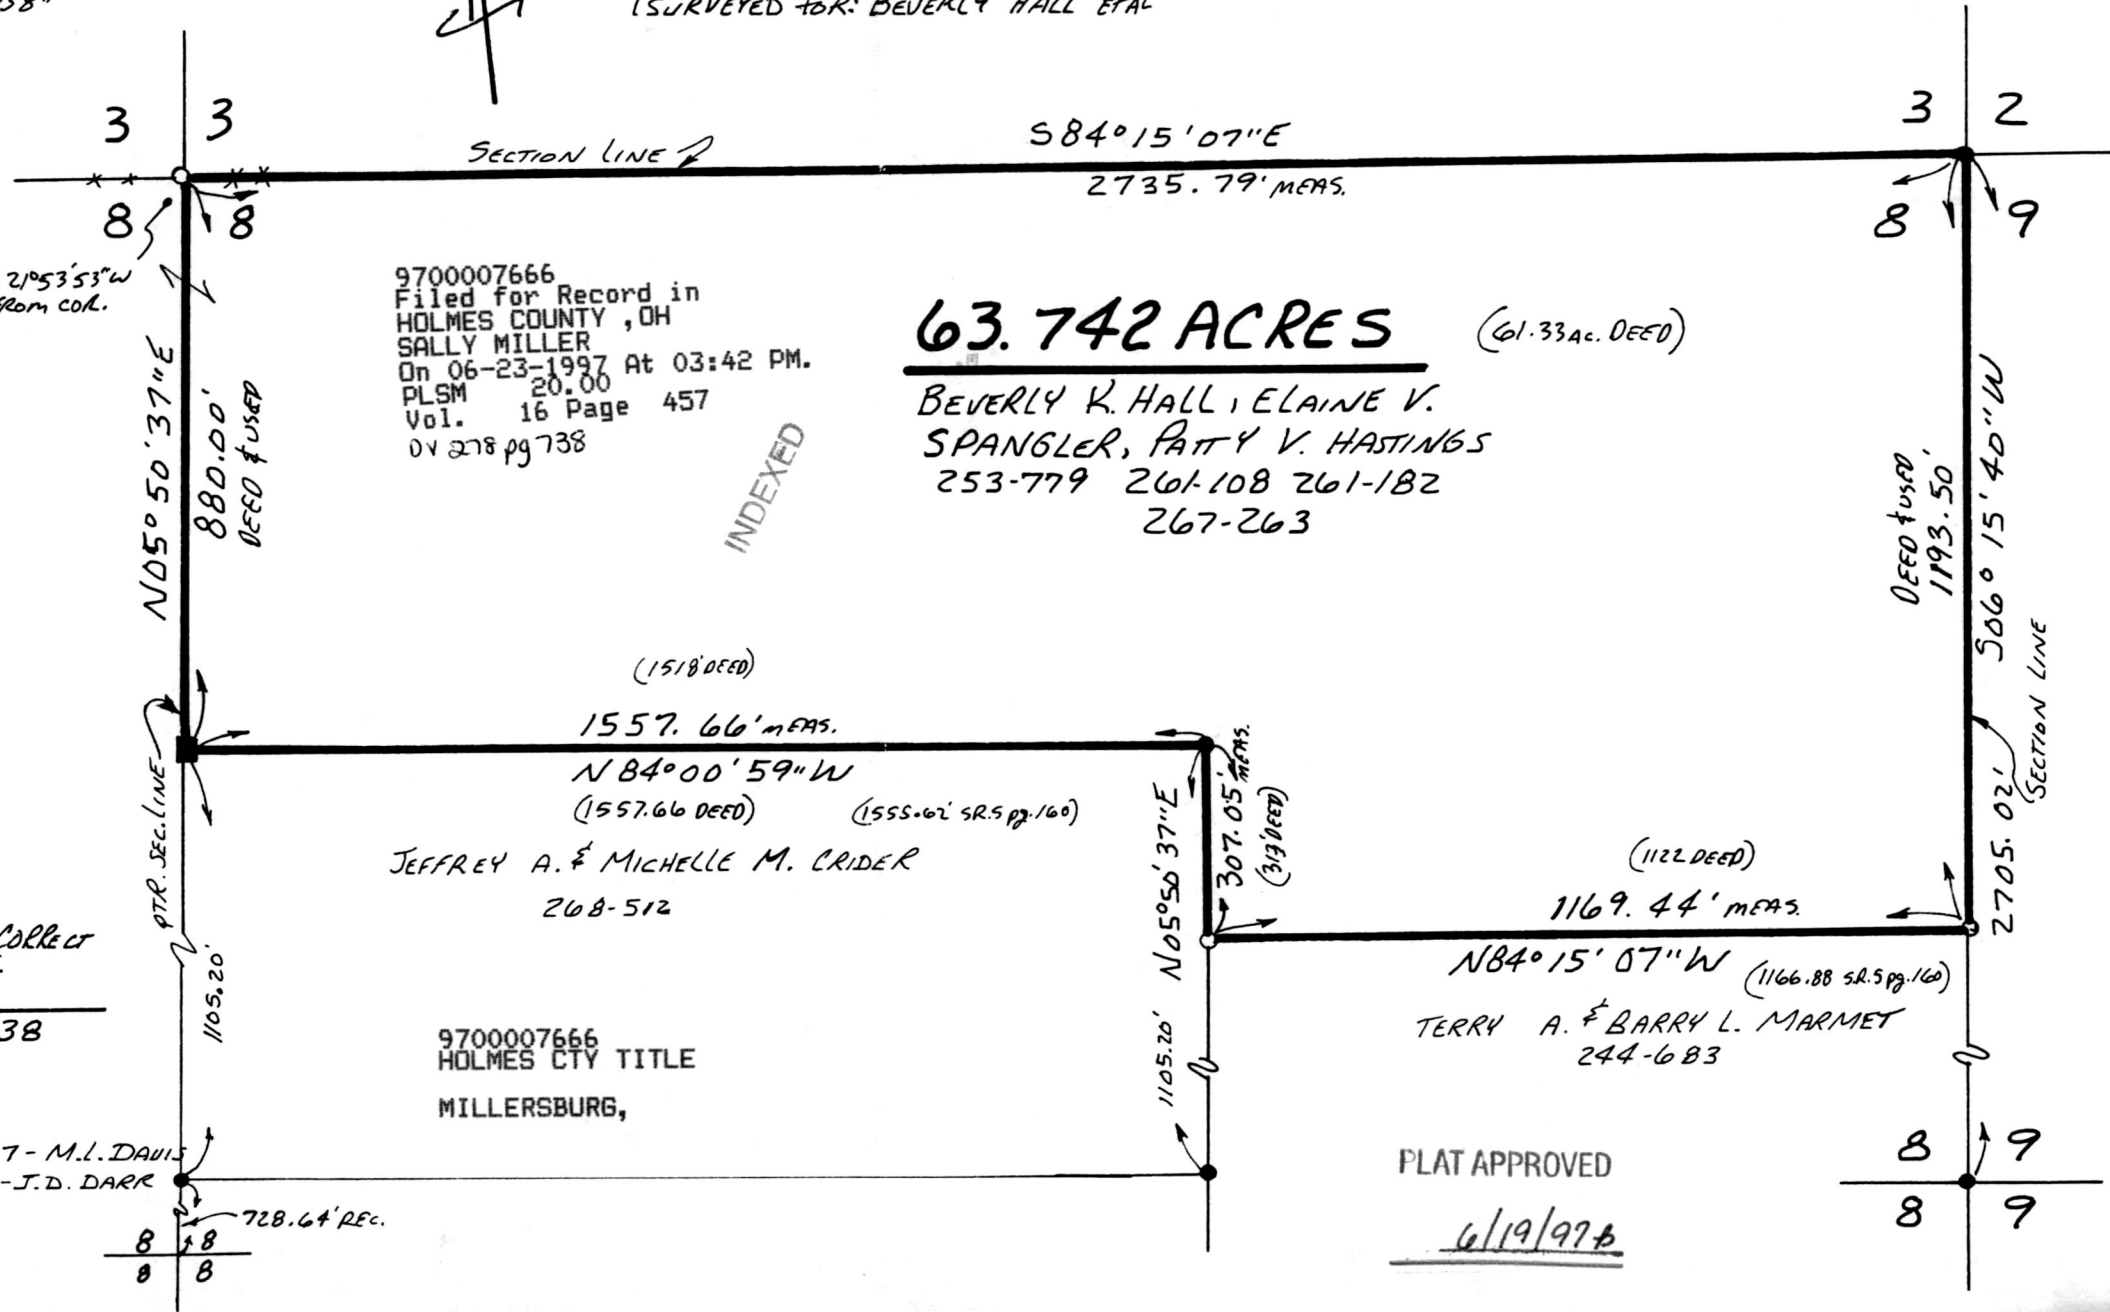 (SURVEYED FOR: BEVERLY HALL ETAL
3 3
3 2
SECTION LINE
S84°15'07"E
2735.79' MEAS.
8 8
8 9
21°53'53"W
FROM COR.
N05°50'37"E
880.00'
DEED & USED
9700007666
Filed for Record in
HOLMES COUNTY ,OH
SALLY MILLER
On 06-23-1997 At 03:42 PM.
PLSM 20.00
Vol. 16 Page 457
OV 278 pg 738
INDEXED
63.742 ACRES
(61.33 AC. DEED)
BEVERLY K. HALL, ELAINE V.
SPANGLER, PATTY V. HASTINGS
253-779 261-108 261-182
267-263
DEED & USED
1193.50'
S06°15'40"W
SECTION LINE
2705.02'
(1518' DEED)
1557.66' MEAS.
N84°00'59"W
(1557.66 DEED)
(1555.62' SR.5 pg.160)
JEFFREY A. & MICHELLE M. CRIDER
268-512
QTR. SEC. LINE
1105.20'
N05°50'37"E
307.05' MEAS.
(313' DEED)
1105.20'
(1122 DEED)
1169.44' MEAS.
N84°15'07"W
(1166.88 S.R.5 pg.160)
TERRY A. & BARRY L. MARMET
244-683
CORRECT
38
9700007666
HOLMES CTY TITLE
MILLERSBURG,
7- M.L. DAVIS
-J.D. DARR
728.64' REC.
8 8
8 8
PLAT APPROVED
6/19/97
8 9
8 9